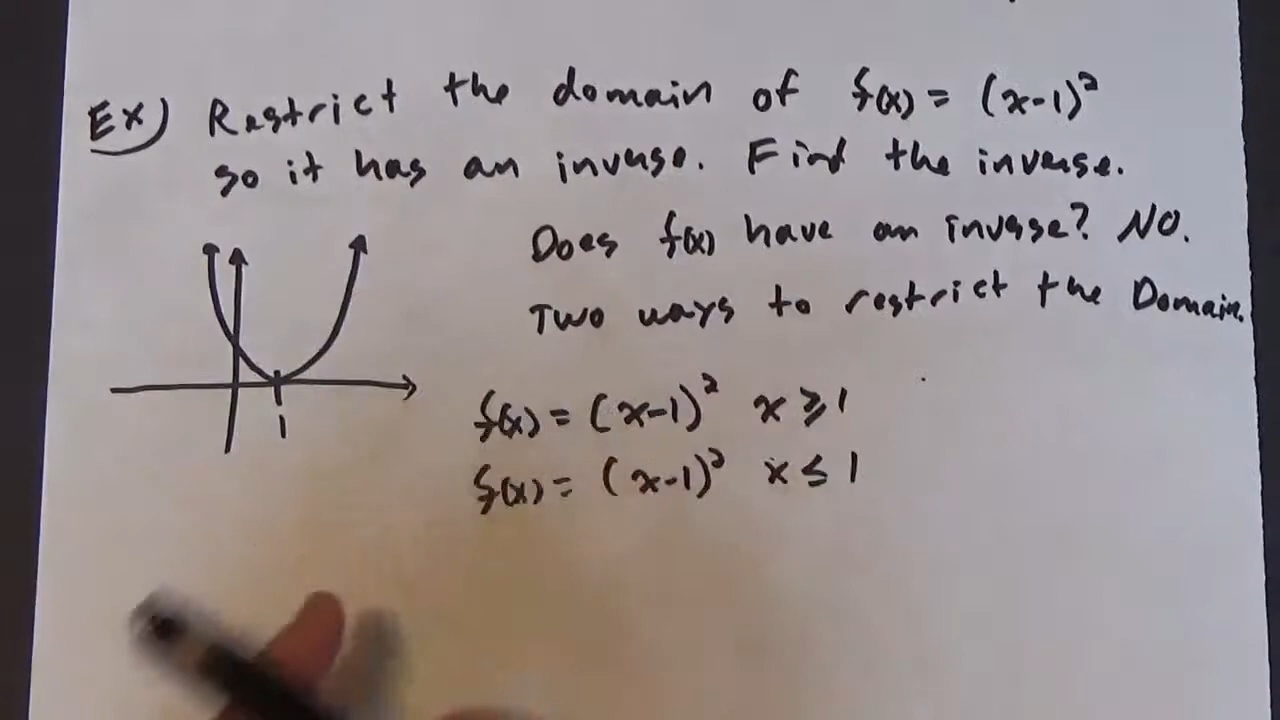 Ex) Restrict the domain of f(x) = (x-1)²
so it has an inverse. Find the inverse.
Does f(x) have an inverse? NO.
Two ways to restrict the Domain.
f(x) = (x-1)² x ≥ 1
f(x) = (x-1)² x ≤ 1
1